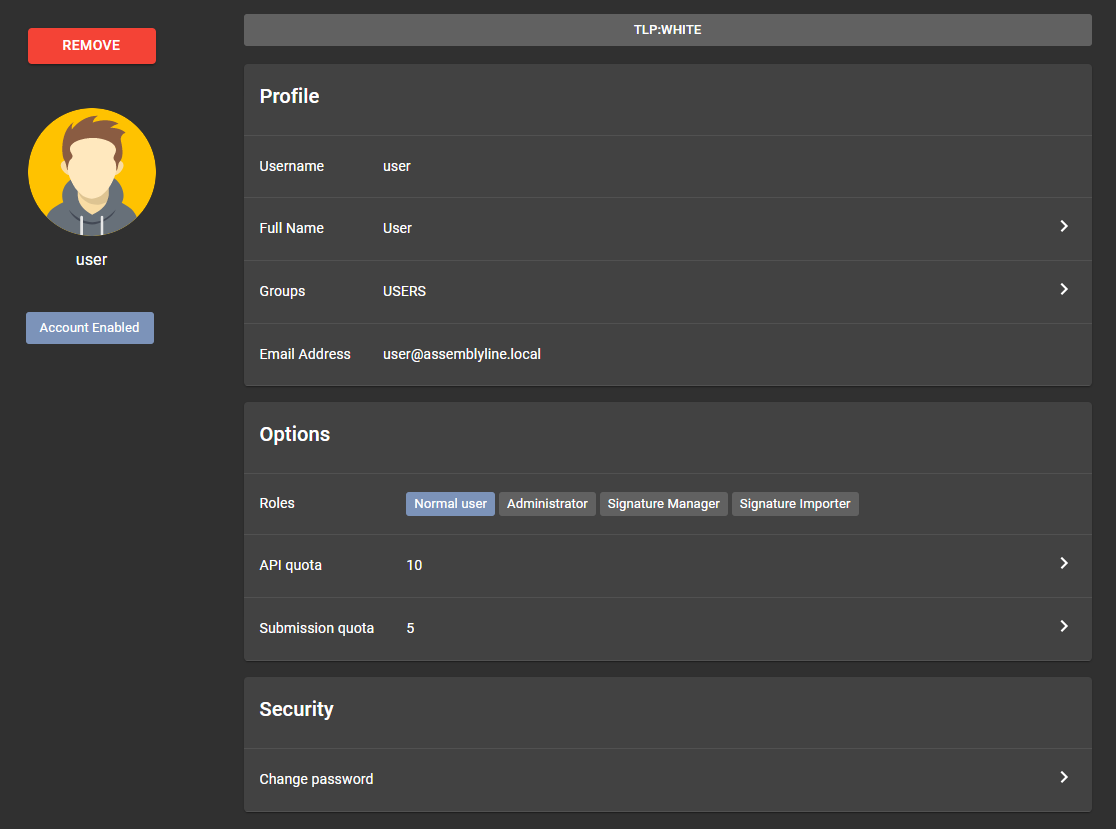 REMOVE
user
Account Enabled
TLP:WHITE
Profile
Username user
Full Name User
Groups USERS
Email Address user@assemblyline.local
Options
Roles Normal user Administrator Signature Manager Signature Importer
API quota 10
Submission quota 5
Security
Change password